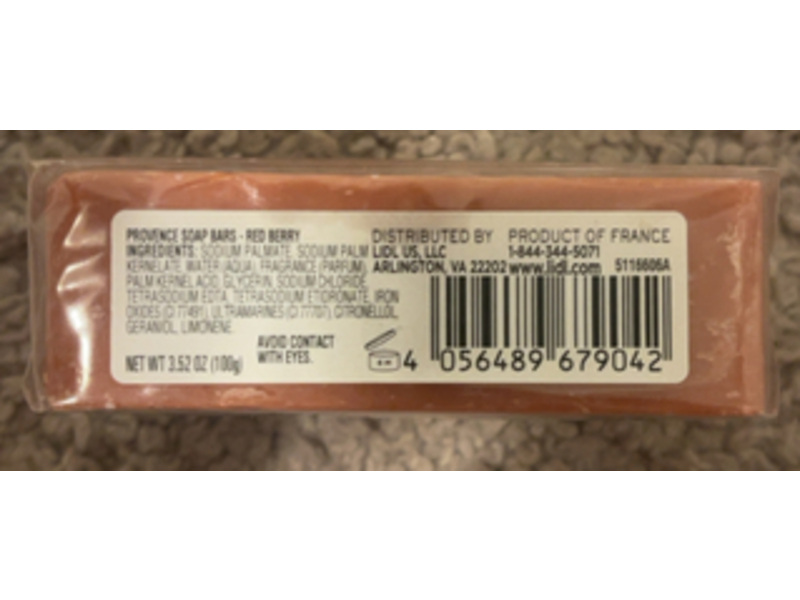 PROVENCE SOAP BARS - RED BERRY
INGREDIENTS: SODIUM PALMATE, SODIUM PALM
KERNELATE, WATER (AQUA), FRAGRANCE (PARFUM),
PALM KERNEL ACID, GLYCERIN, SODIUM CHLORIDE,
TETRASODIUM EDTA, TETRASODIUM ETIDRONATE, IRON
OXIDES (CI 77491), ULTRAMARINES (CI 77707), CITRONELLOL,
GERANIOL, LIMONENE.
AVOID CONTACT
WITH EYES.
NET WT 3.52 OZ (100g)
DISTRIBUTED BY
LIDL US, LLC
ARLINGTON, VA 22202
PRODUCT OF FRANCE
1-844-344-5071
www.lidl.com
5116606A
4 056489 679042